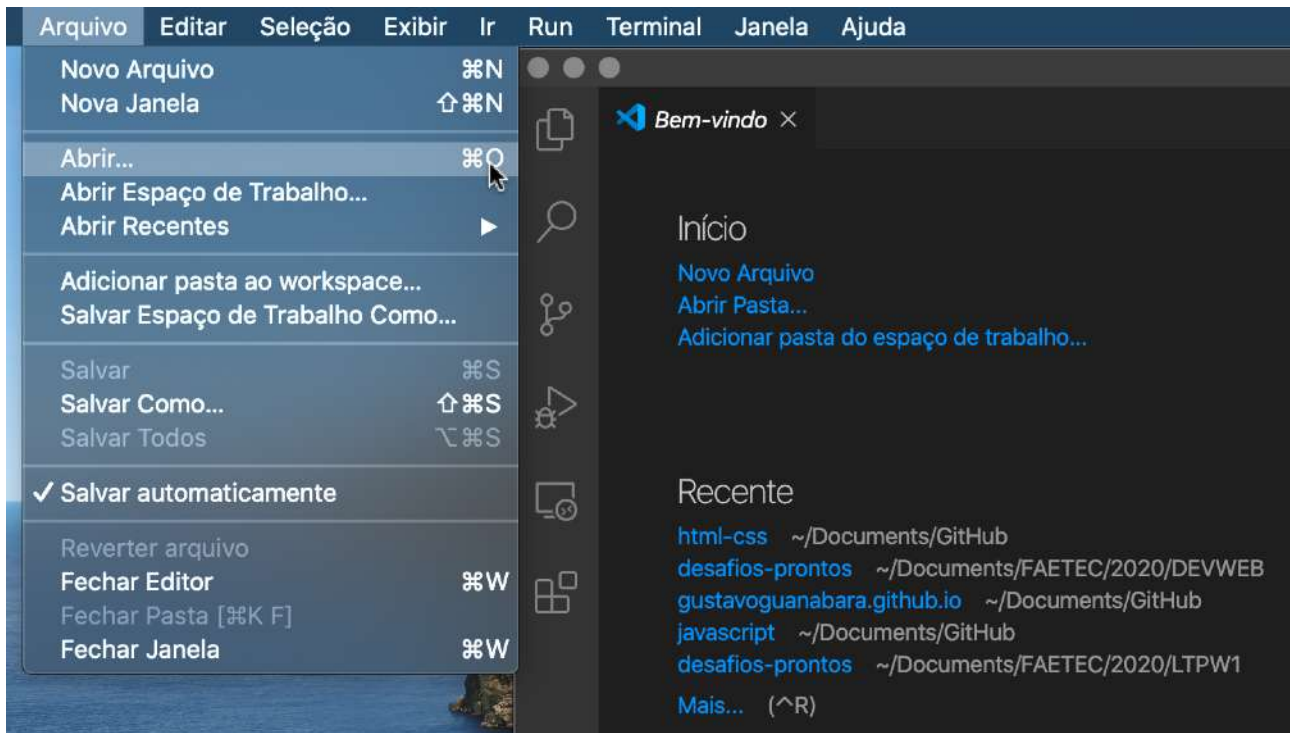 Arquivo Editar Seleção Exibir Ir Run Terminal Janela Ajuda
Novo Arquivo ⌘N
Nova Janela ⇧⌘N
Abrir... ⌘O
Abrir Espaço de Trabalho...
Abrir Recentes ▶
Adicionar pasta ao workspace...
Salvar Espaço de Trabalho Como...
Salvar ⌘S
Salvar Como... ⇧⌘S
Salvar Todos ⌥⌘S
✓ Salvar automaticamente
Reverter arquivo
Fechar Editor ⌘W
Fechar Pasta [⌘K F]
Fechar Janela ⌘W
Bem-vindo ×
Início
Novo Arquivo
Abrir Pasta...
Adicionar pasta do espaço de trabalho...
Recente
html-css ~/Documents/GitHub
desafios-prontos ~/Documents/FAETEC/2020/DEVWEB
gustavoguanabara.github.io ~/Documents/GitHub
javascript ~/Documents/GitHub
desafios-prontos ~/Documents/FAETEC/2020/LTPW1
Mais... (^R)